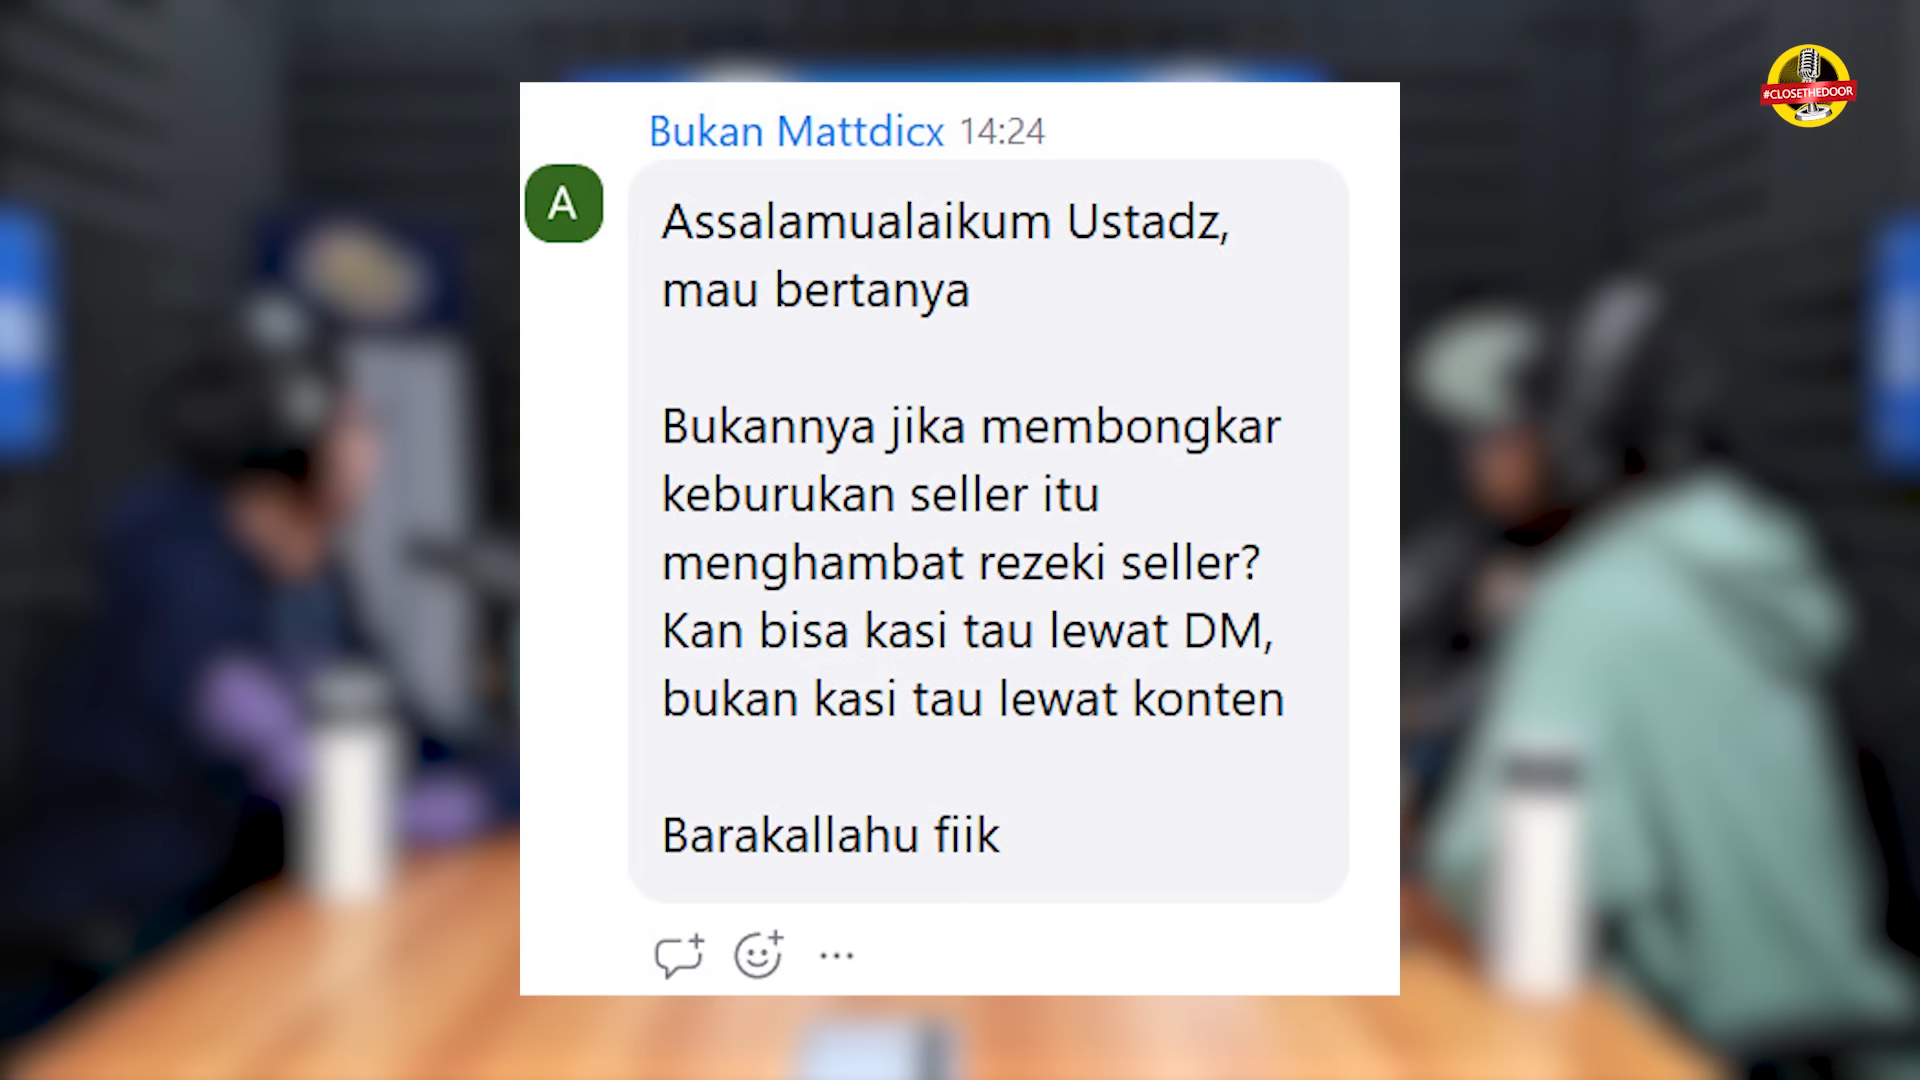 #CLOSETHEDOOR
Bukan Mattdicx 14:24
A
Assalamualaikum Ustadz,
mau bertanya
Bukannya jika membongkar
keburukan seller itu
menghambat rezeki seller?
Kan bisa kasi tau lewat DM,
bukan kasi tau lewat konten
Barakallahu fiik